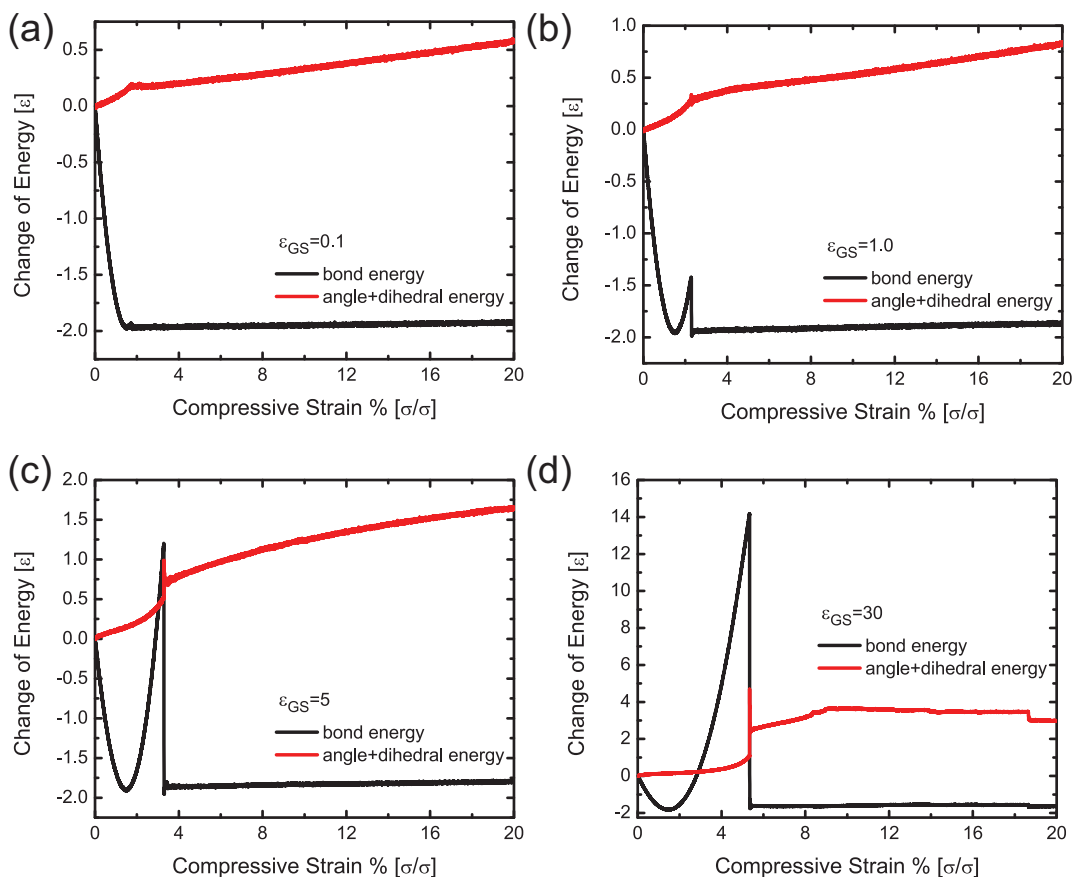 (a)
0.5
0.0
-0.5
-1.0
-1.5
-2.0
Change of Energy [ε]
ε_GS=0.1
bond energy
angle+dihedral energy
0 4 8 12 16 20
Compressive Strain % [σ/σ]
(b)
1.0
0.5
0.0
-0.5
-1.0
-1.5
-2.0
Change of Energy [ε]
ε_GS=1.0
bond energy
angle+dihedral energy
0 4 8 12 16 20
Compressive Strain % [σ/σ]
(c)
2.0
1.5
1.0
0.5
0.0
-0.5
-1.0
-1.5
-2.0
Change of Energy [ε]
ε_GS=5
bond energy
angle+dihedral energy
0 4 8 12 16 20
Compressive Strain % [σ/σ]
(d)
16
14
12
10
8
6
4
2
0
-2
Change of Energy [ε]
ε_GS=30
bond energy
angle+dihedral energy
0 4 8 12 16 20
Compressive Strain % [σ/σ]